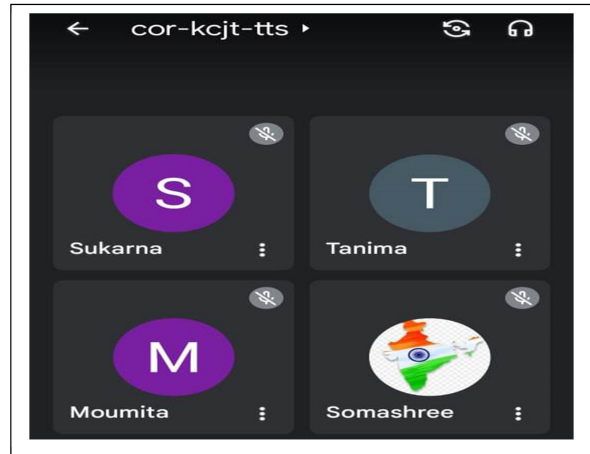 cor-kcjt-tts
S T
Sukarna Tanima
M
Moumita Somashree